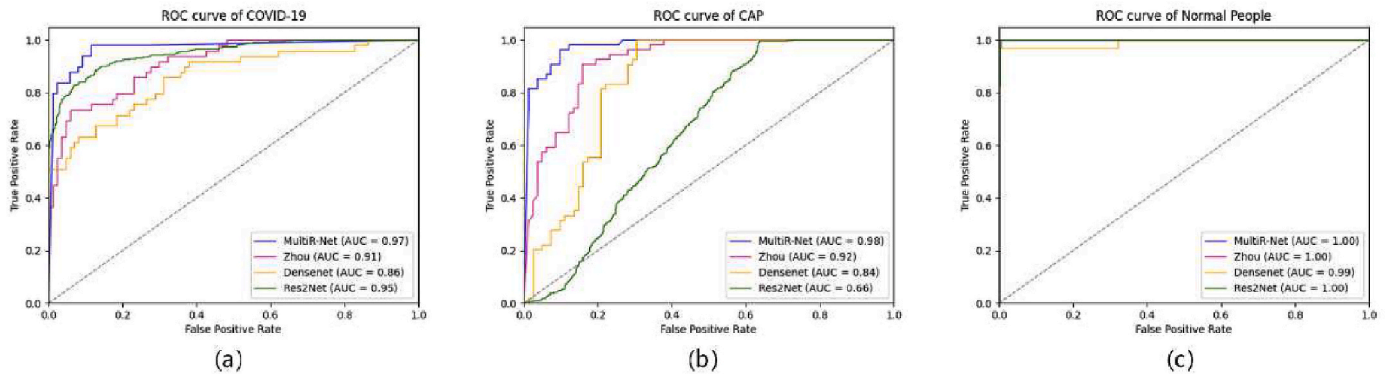 ROC curve of COVID-19
1.0
0.8
0.6
0.4
0.2
0.0
True Positive Rate
MultiR-Net (AUC = 0.97)
Zhou (AUC = 0.91)
Densenet (AUC = 0.86)
Res2Net (AUC = 0.95)
0.0 0.2 0.4 0.6 0.8 1.0
False Positive Rate
(a)
ROC curve of CAP
1.0
0.8
0.6
0.4
0.2
0.0
True Positive Rate
MultiR-Net (AUC = 0.98)
Zhou (AUC = 0.92)
Densenet (AUC = 0.84)
Res2Net (AUC = 0.66)
0.0 0.2 0.4 0.6 0.8 1.0
False Positive Rate
(b)
ROC curve of Normal People
1.0
0.8
0.6
0.4
0.2
0.0
True Positive Rate
MultiR-Net (AUC = 1.00)
Zhou (AUC = 1.00)
Densenet (AUC = 0.99)
Res2Net (AUC = 1.00)
0.0 0.2 0.4 0.6 0.8 1.0
False Positive Rate
(c)